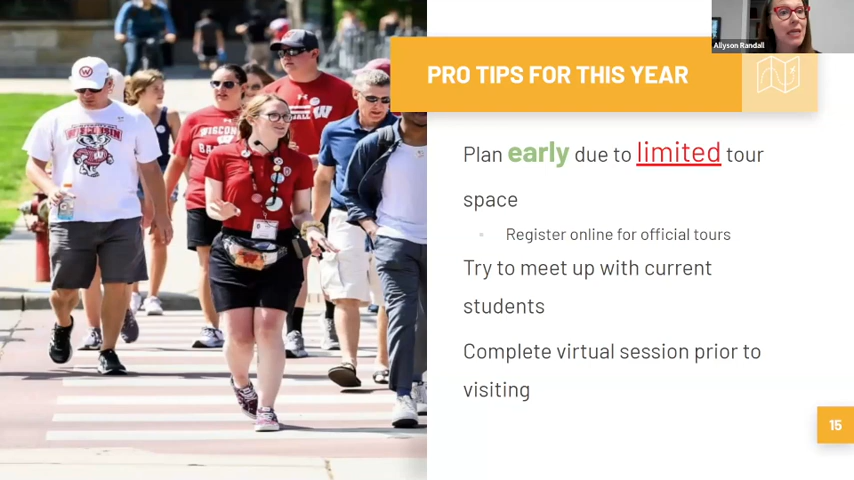 Allyson Randall
PRO TIPS FOR THIS YEAR
Plan early due to limited tour
space
Register online for official tours
Try to meet up with current
students
Complete virtual session prior to
visiting
15
W
WISCONSIN
WISCON
W